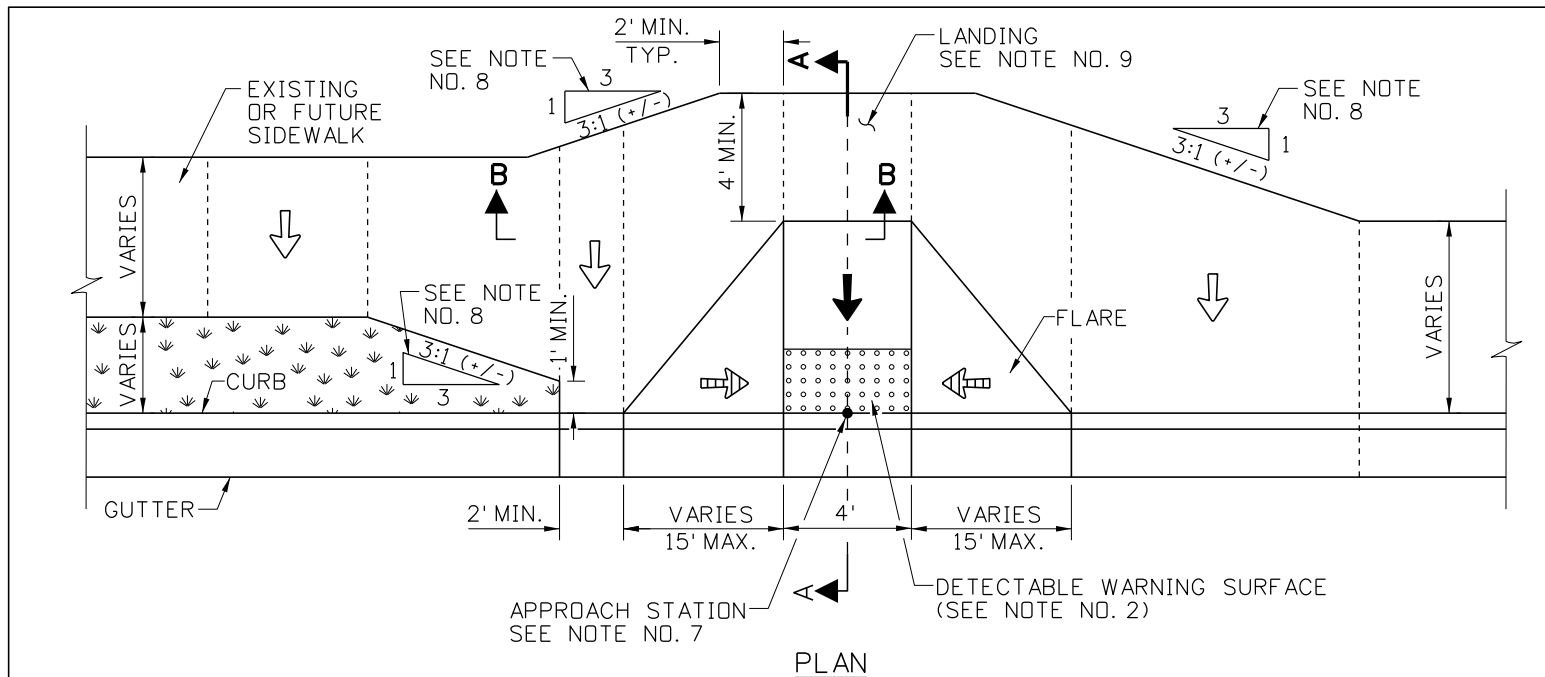 2' MIN.
TYP.
SEE NOTE
NO. 8
3
1
3:1 (+/-)
EXISTING
OR FUTURE
SIDEWALK
A
LANDING
SEE NOTE NO. 9
SEE NOTE
NO. 8
3
1
3:1 (+/-)
4' MIN.
B
B
VARIES
VARIES
SEE NOTE
NO. 8
3:1 (+/-)
1
3
1' MIN.
CURB
FLARE
VARIES
GUTTER
2' MIN.
VARIES
15' MAX.
4'
VARIES
15' MAX.
A
APPROACH STATION
SEE NOTE NO. 7
DETECTABLE WARNING SURFACE
(SEE NOTE NO. 2)
PLAN